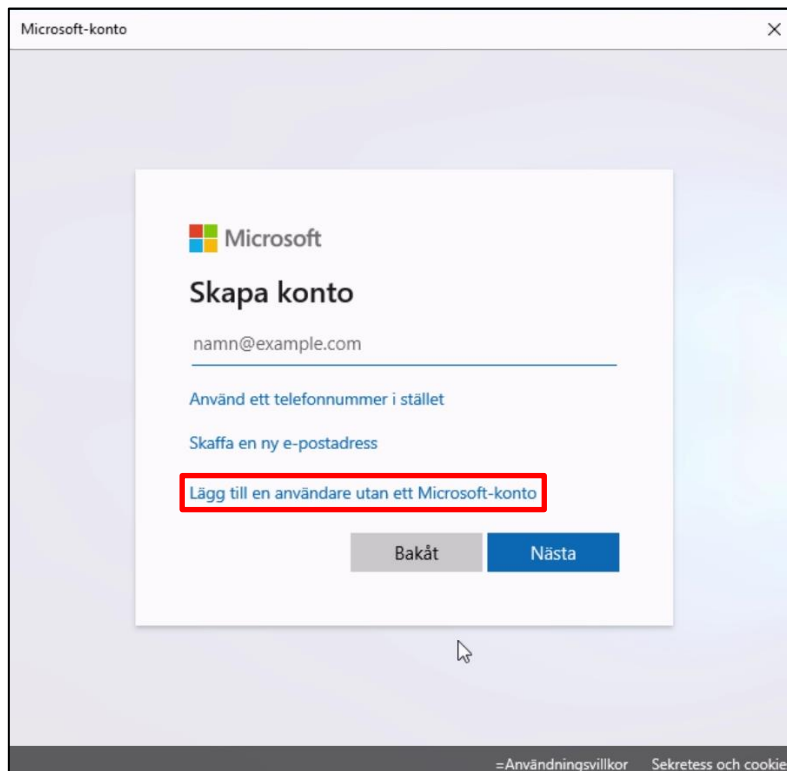 Microsoft-konto
Microsoft
Skapa konto
namn@example.com
Använd ett telefonnummer i stället
Skaffa en ny e-postadress
Lägg till en användare utan ett Microsoft-konto
Bakåt Nästa
=Användningsvillkor Sekretess och cookie